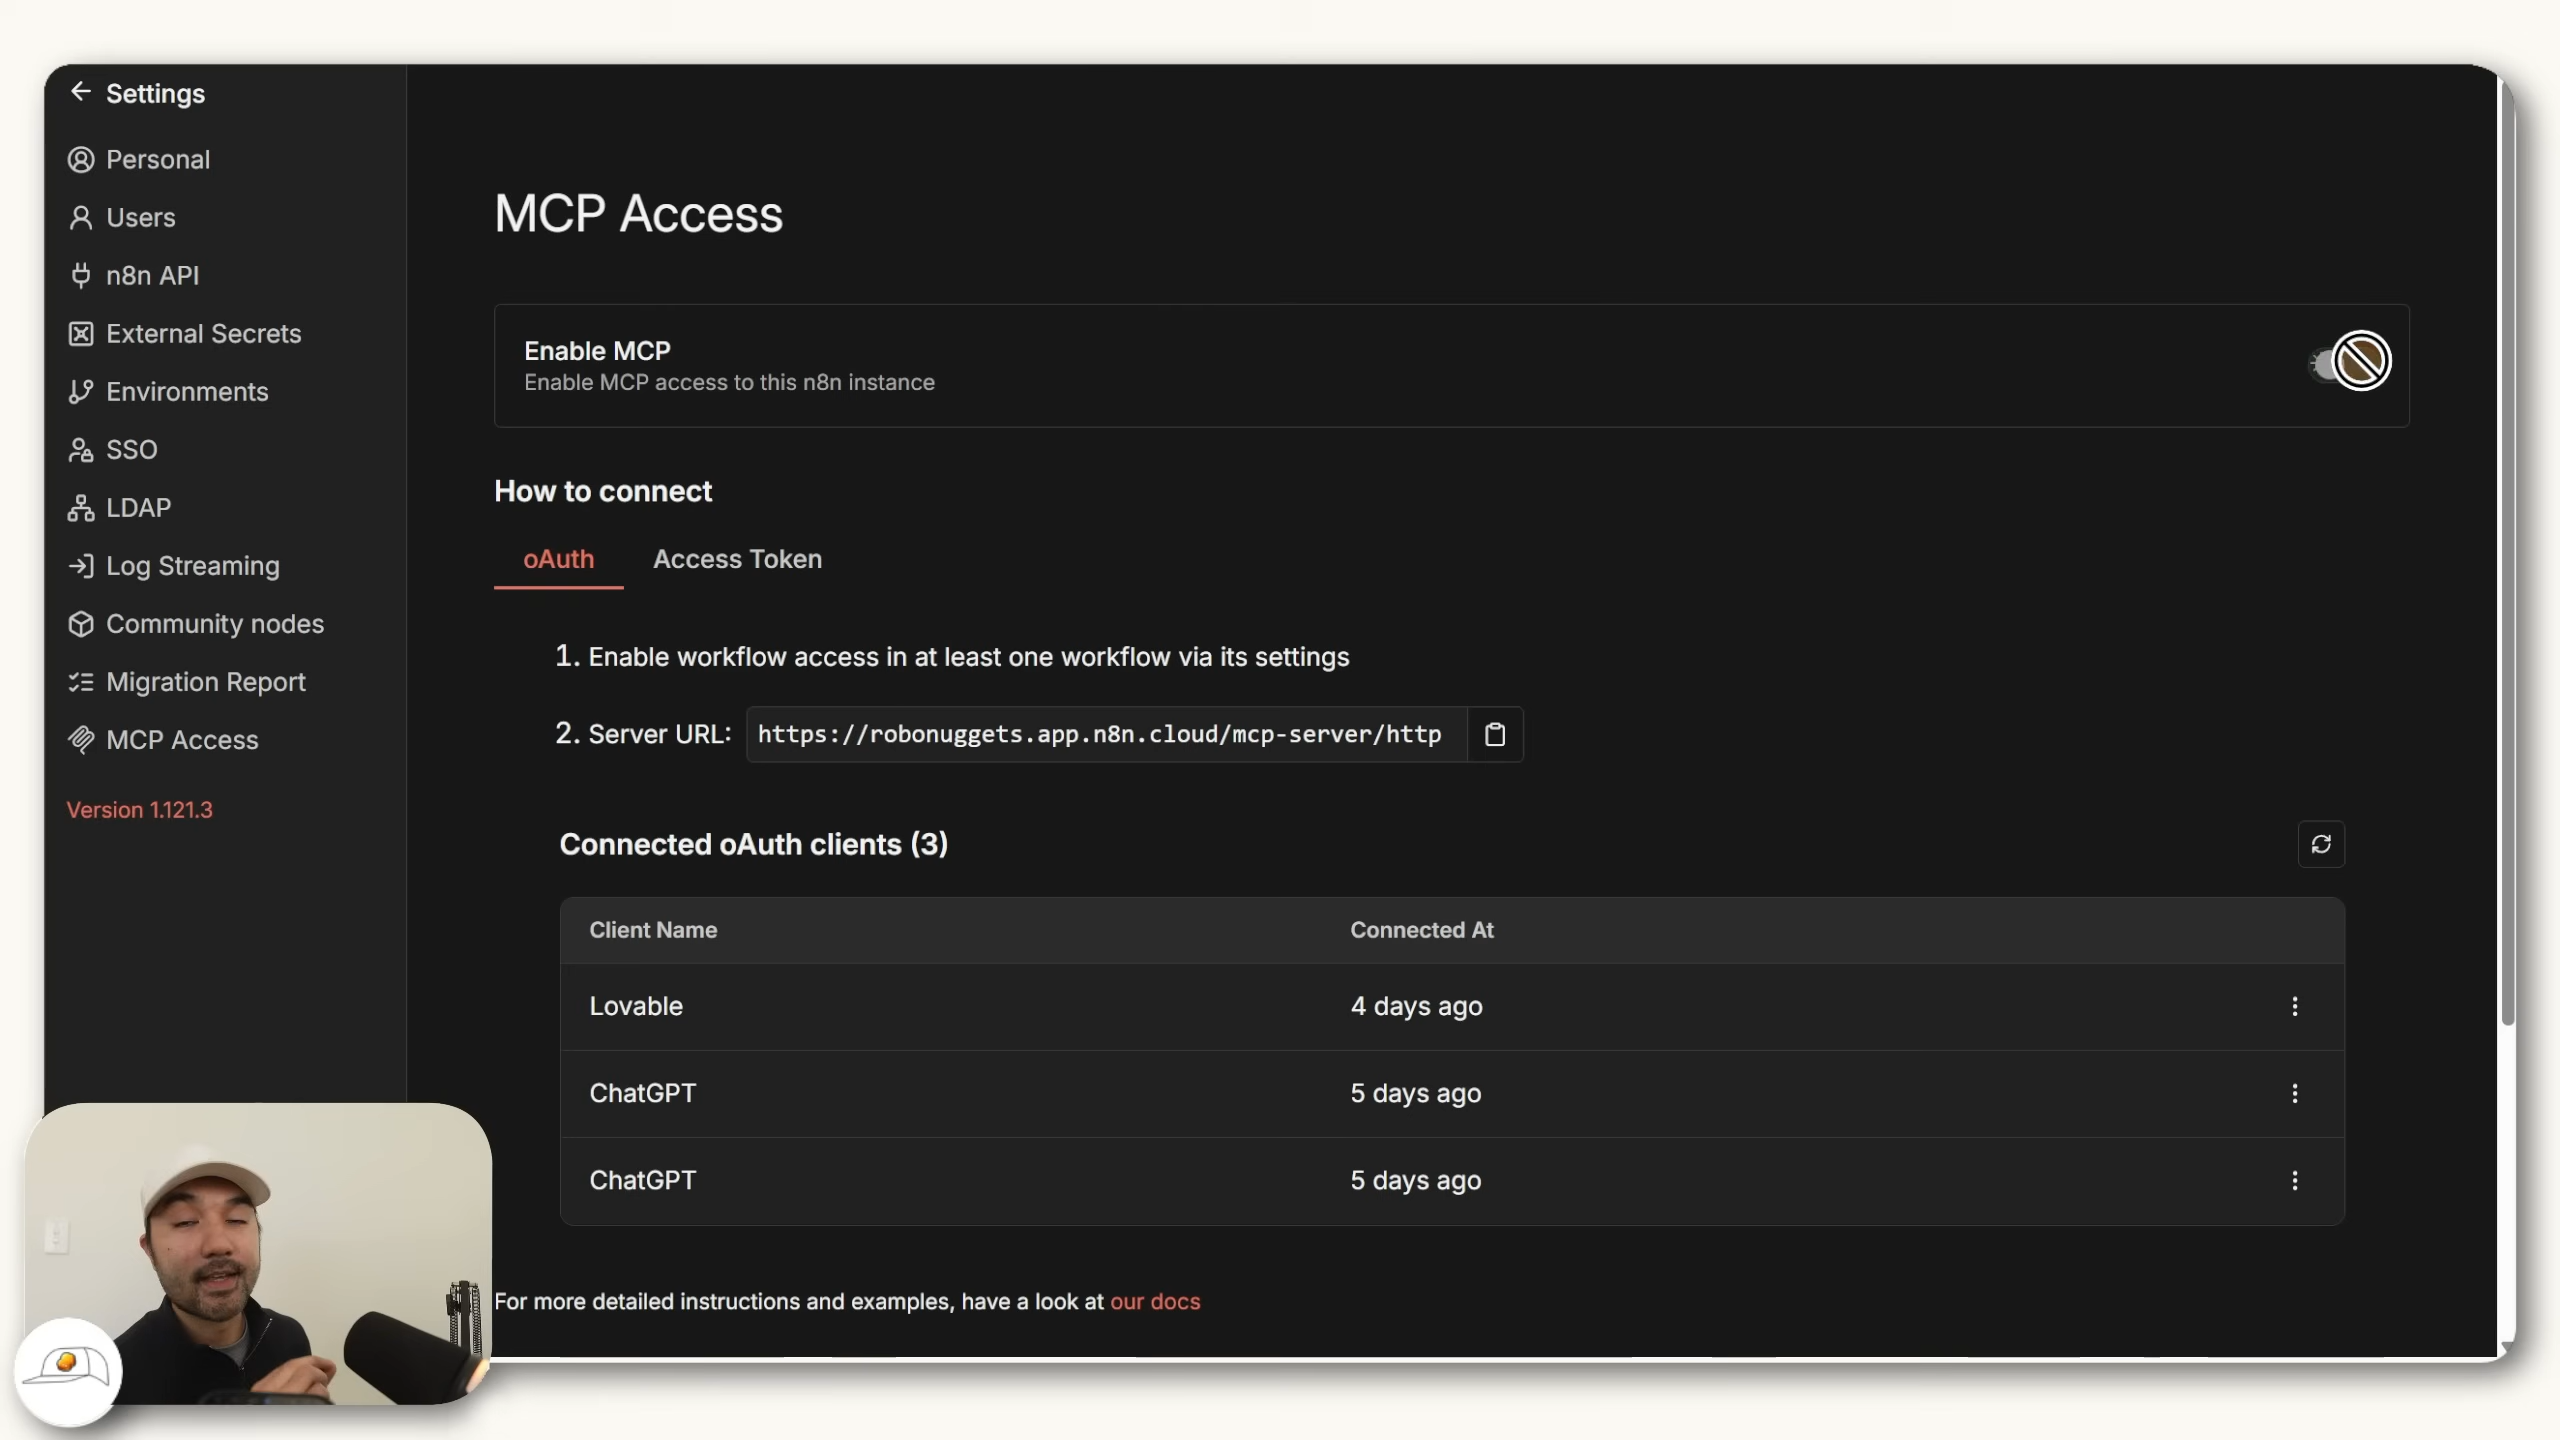 Settings
Personal
Users
n8n API
External Secrets
Environments
SSO
LDAP
Log Streaming
Community nodes
Migration Report
MCP Access
Version 1.121.3
MCP Access
Enable MCP
Enable MCP access to this n8n instance
How to connect
oAuth Access Token
1. Enable workflow access in at least one workflow via its settings
2. Server URL: https://robonuggets.app.n8n.cloud/mcp-server/http
Connected oAuth clients (3)
Client Name Connected At
Lovable 4 days ago
ChatGPT 5 days ago
ChatGPT 5 days ago
For more detailed instructions and examples, have a look at our docs